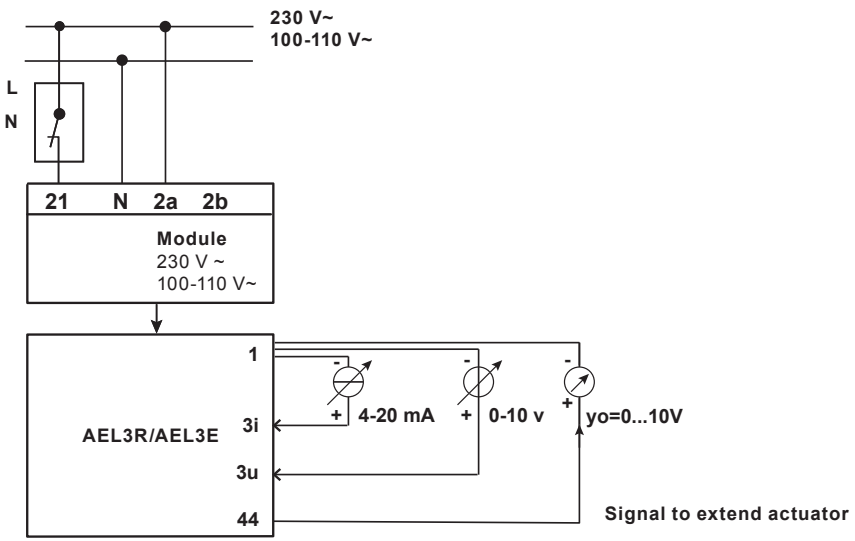 230 V~
100-110 V~
L
N
21 N 2a 2b
Module
230 V ~
100-110 V~
1
- - -
AEL3R/AEL3E
3i
+ 4-20 mA + 0-10 v + yo=0...10V
3u
44
Signal to extend actuator